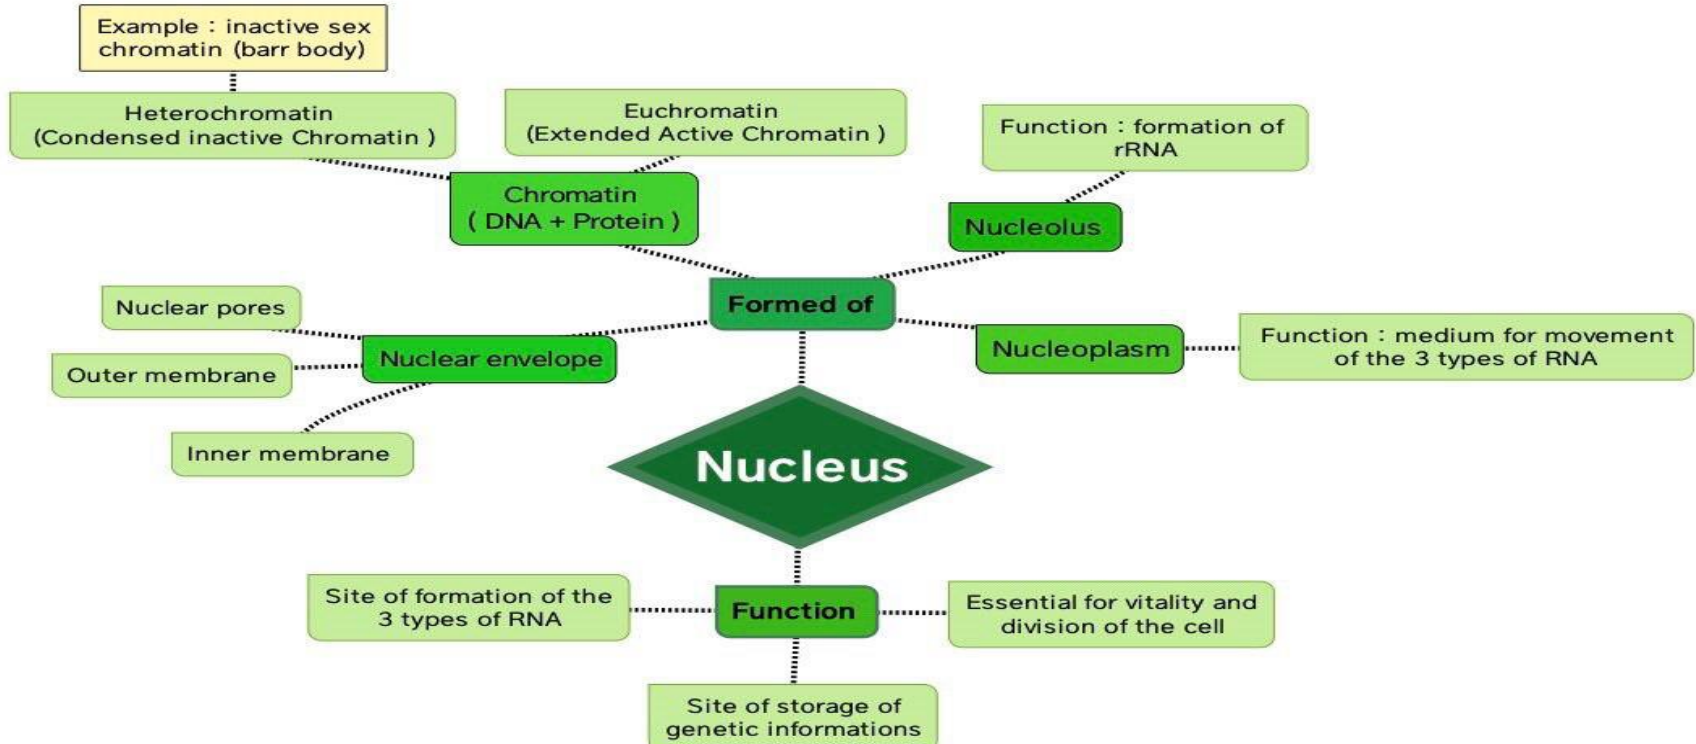 Example : inactive sex
chromatin (barr body)
Heterochromatin
(Condensed inactive Chromatin )
Euchromatin
(Extended Active Chromatin )
Function : formation of
rRNA
Chromatin
( DNA + Protein )
Nucleolus
Formed of
Nuclear pores
Nuclear envelope
Outer membrane
Inner membrane
Nucleoplasm
Function : medium for movement
of the 3 types of RNA
Nucleus
Site of formation of the
3 types of RNA
Function
Essential for vitality and
division of the cell
Site of storage of
genetic informations